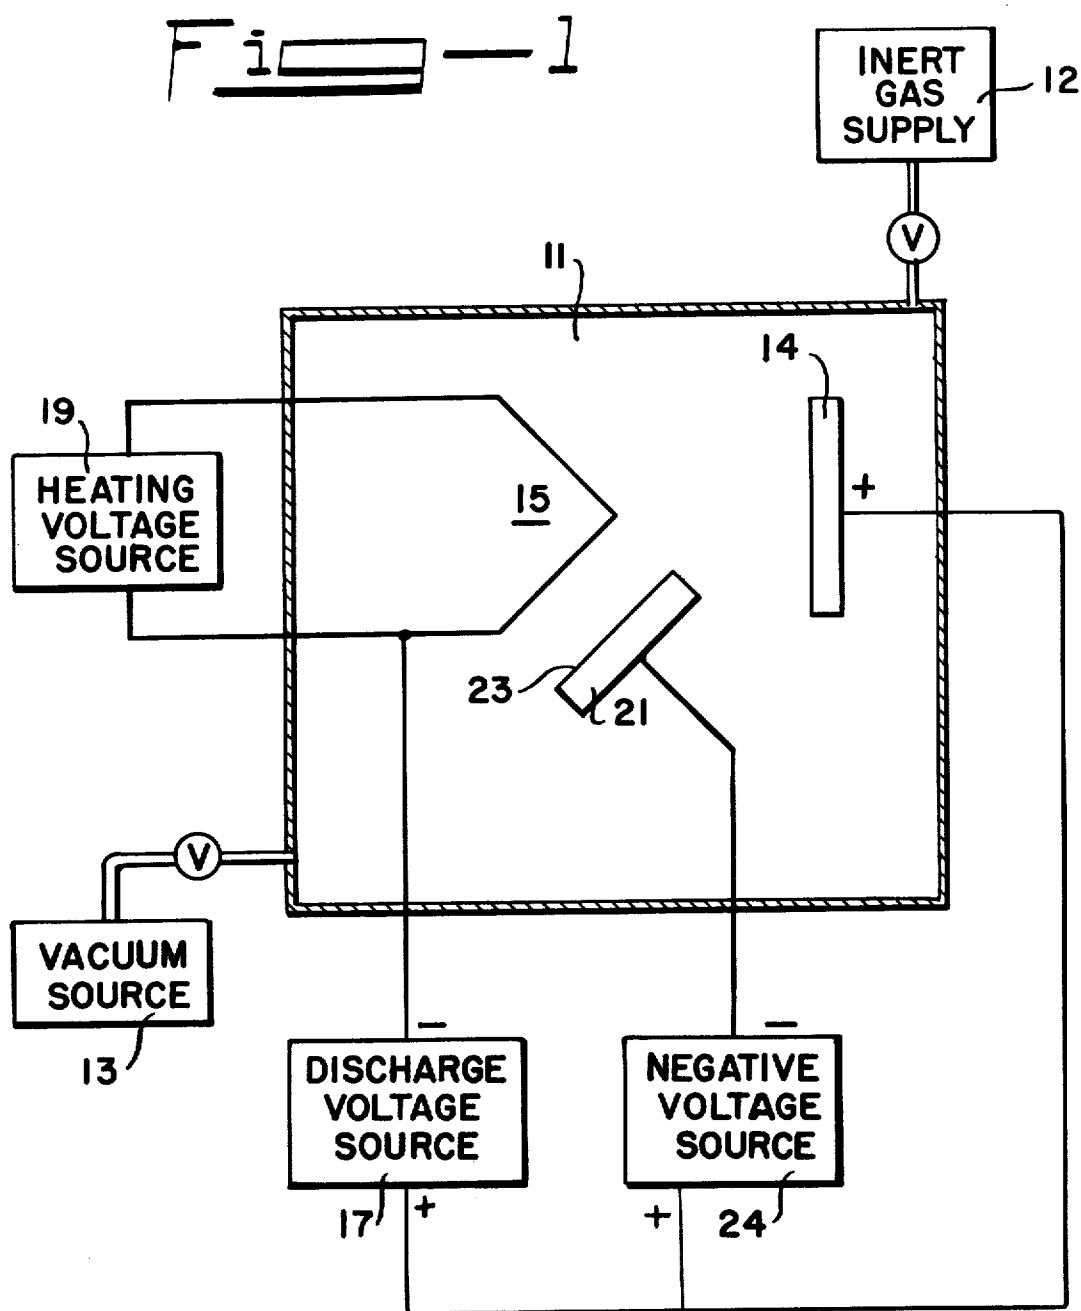 Fig-1
INERT
GAS
SUPPLY
12
V
11
14
19
HEATING
VOLTAGE
SOURCE
15
+
23
21
V
VACUUM
SOURCE
13
−
−
DISCHARGE
VOLTAGE
SOURCE
NEGATIVE
VOLTAGE
SOURCE
17
+
+
24